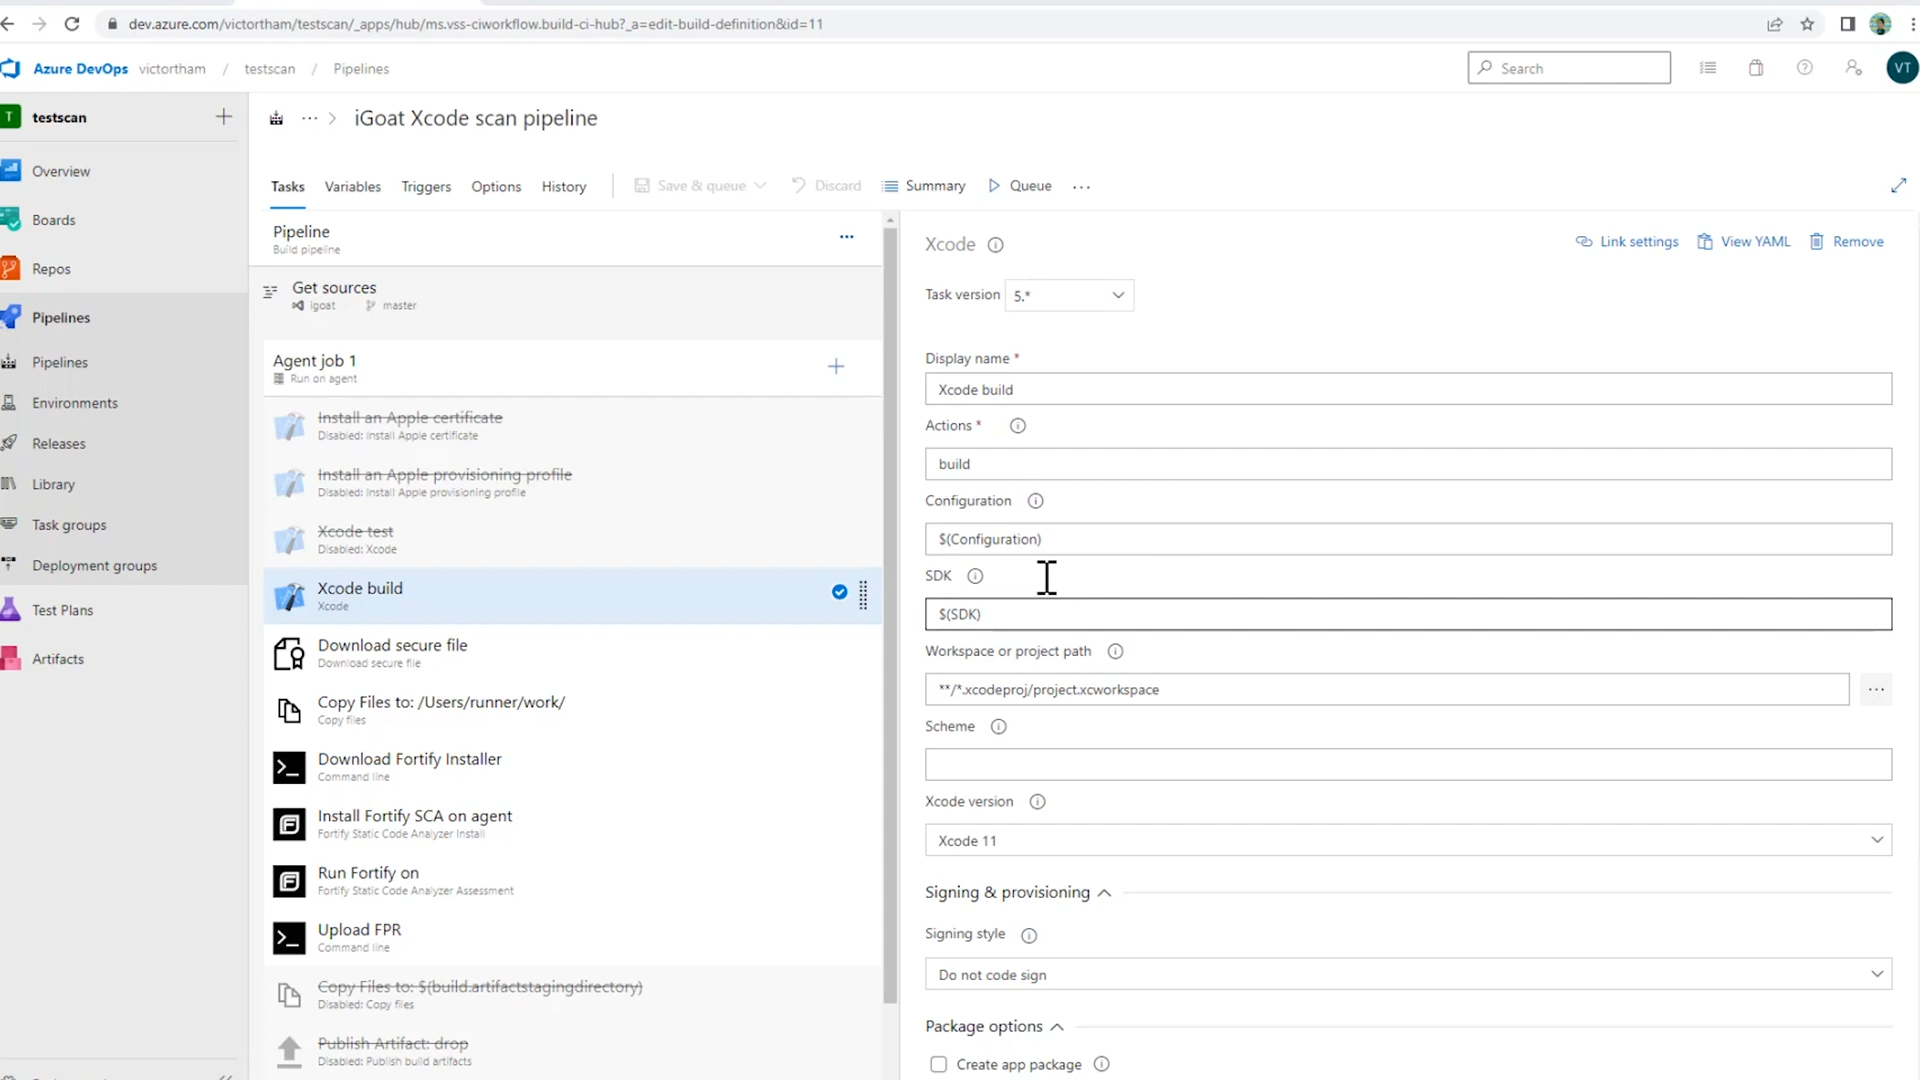 dev.azure.com/victortham/testscan/_apps/hub/ms.vss-ciworkflow.build-ci-hub?_a=edit-build-definition&id=11
Azure DevOps victortham / testscan / Pipelines
Search
VT
T testscan
Overview
Boards
Repos
Pipelines
Pipelines
Environments
Releases
Library
Task groups
Deployment groups
Test Plans
Artifacts
··· > iGoat Xcode scan pipeline
Tasks Variables Triggers Options History Save & queue Discard Summary Queue ···
Pipeline
Build pipeline
Get sources
igoat master
Agent job 1
Run on agent
Install an Apple certificate
Disabled: Install Apple certificate
Install an Apple provisioning profile
Disabled: Install Apple provisioning profile
Xcode test
Disabled: Xcode
Xcode build
Xcode
Download secure file
Download secure file
Copy Files to: /Users/runner/work/
Copy files
Download Fortify Installer
Command line
Install Fortify SCA on agent
Fortify Static Code Analyzer Install
Run Fortify on
Fortify Static Code Analyzer Assessment
Upload FPR
Command line
Copy Files to: $(build.artifactstagingdirectory)
Disabled: Copy files
Publish Artifact: drop
Disabled: Publish build artifacts
Xcode
Link settings View YAML Remove
Task version 5.*
Display name *
Xcode build
Actions *
build
Configuration
$(Configuration)
SDK
$(SDK)
Workspace or project path
**/*.xcodeproj/project.xcworkspace
Scheme
Xcode version
Xcode 11
Signing & provisioning
Signing style
Do not code sign
Package options
Create app package